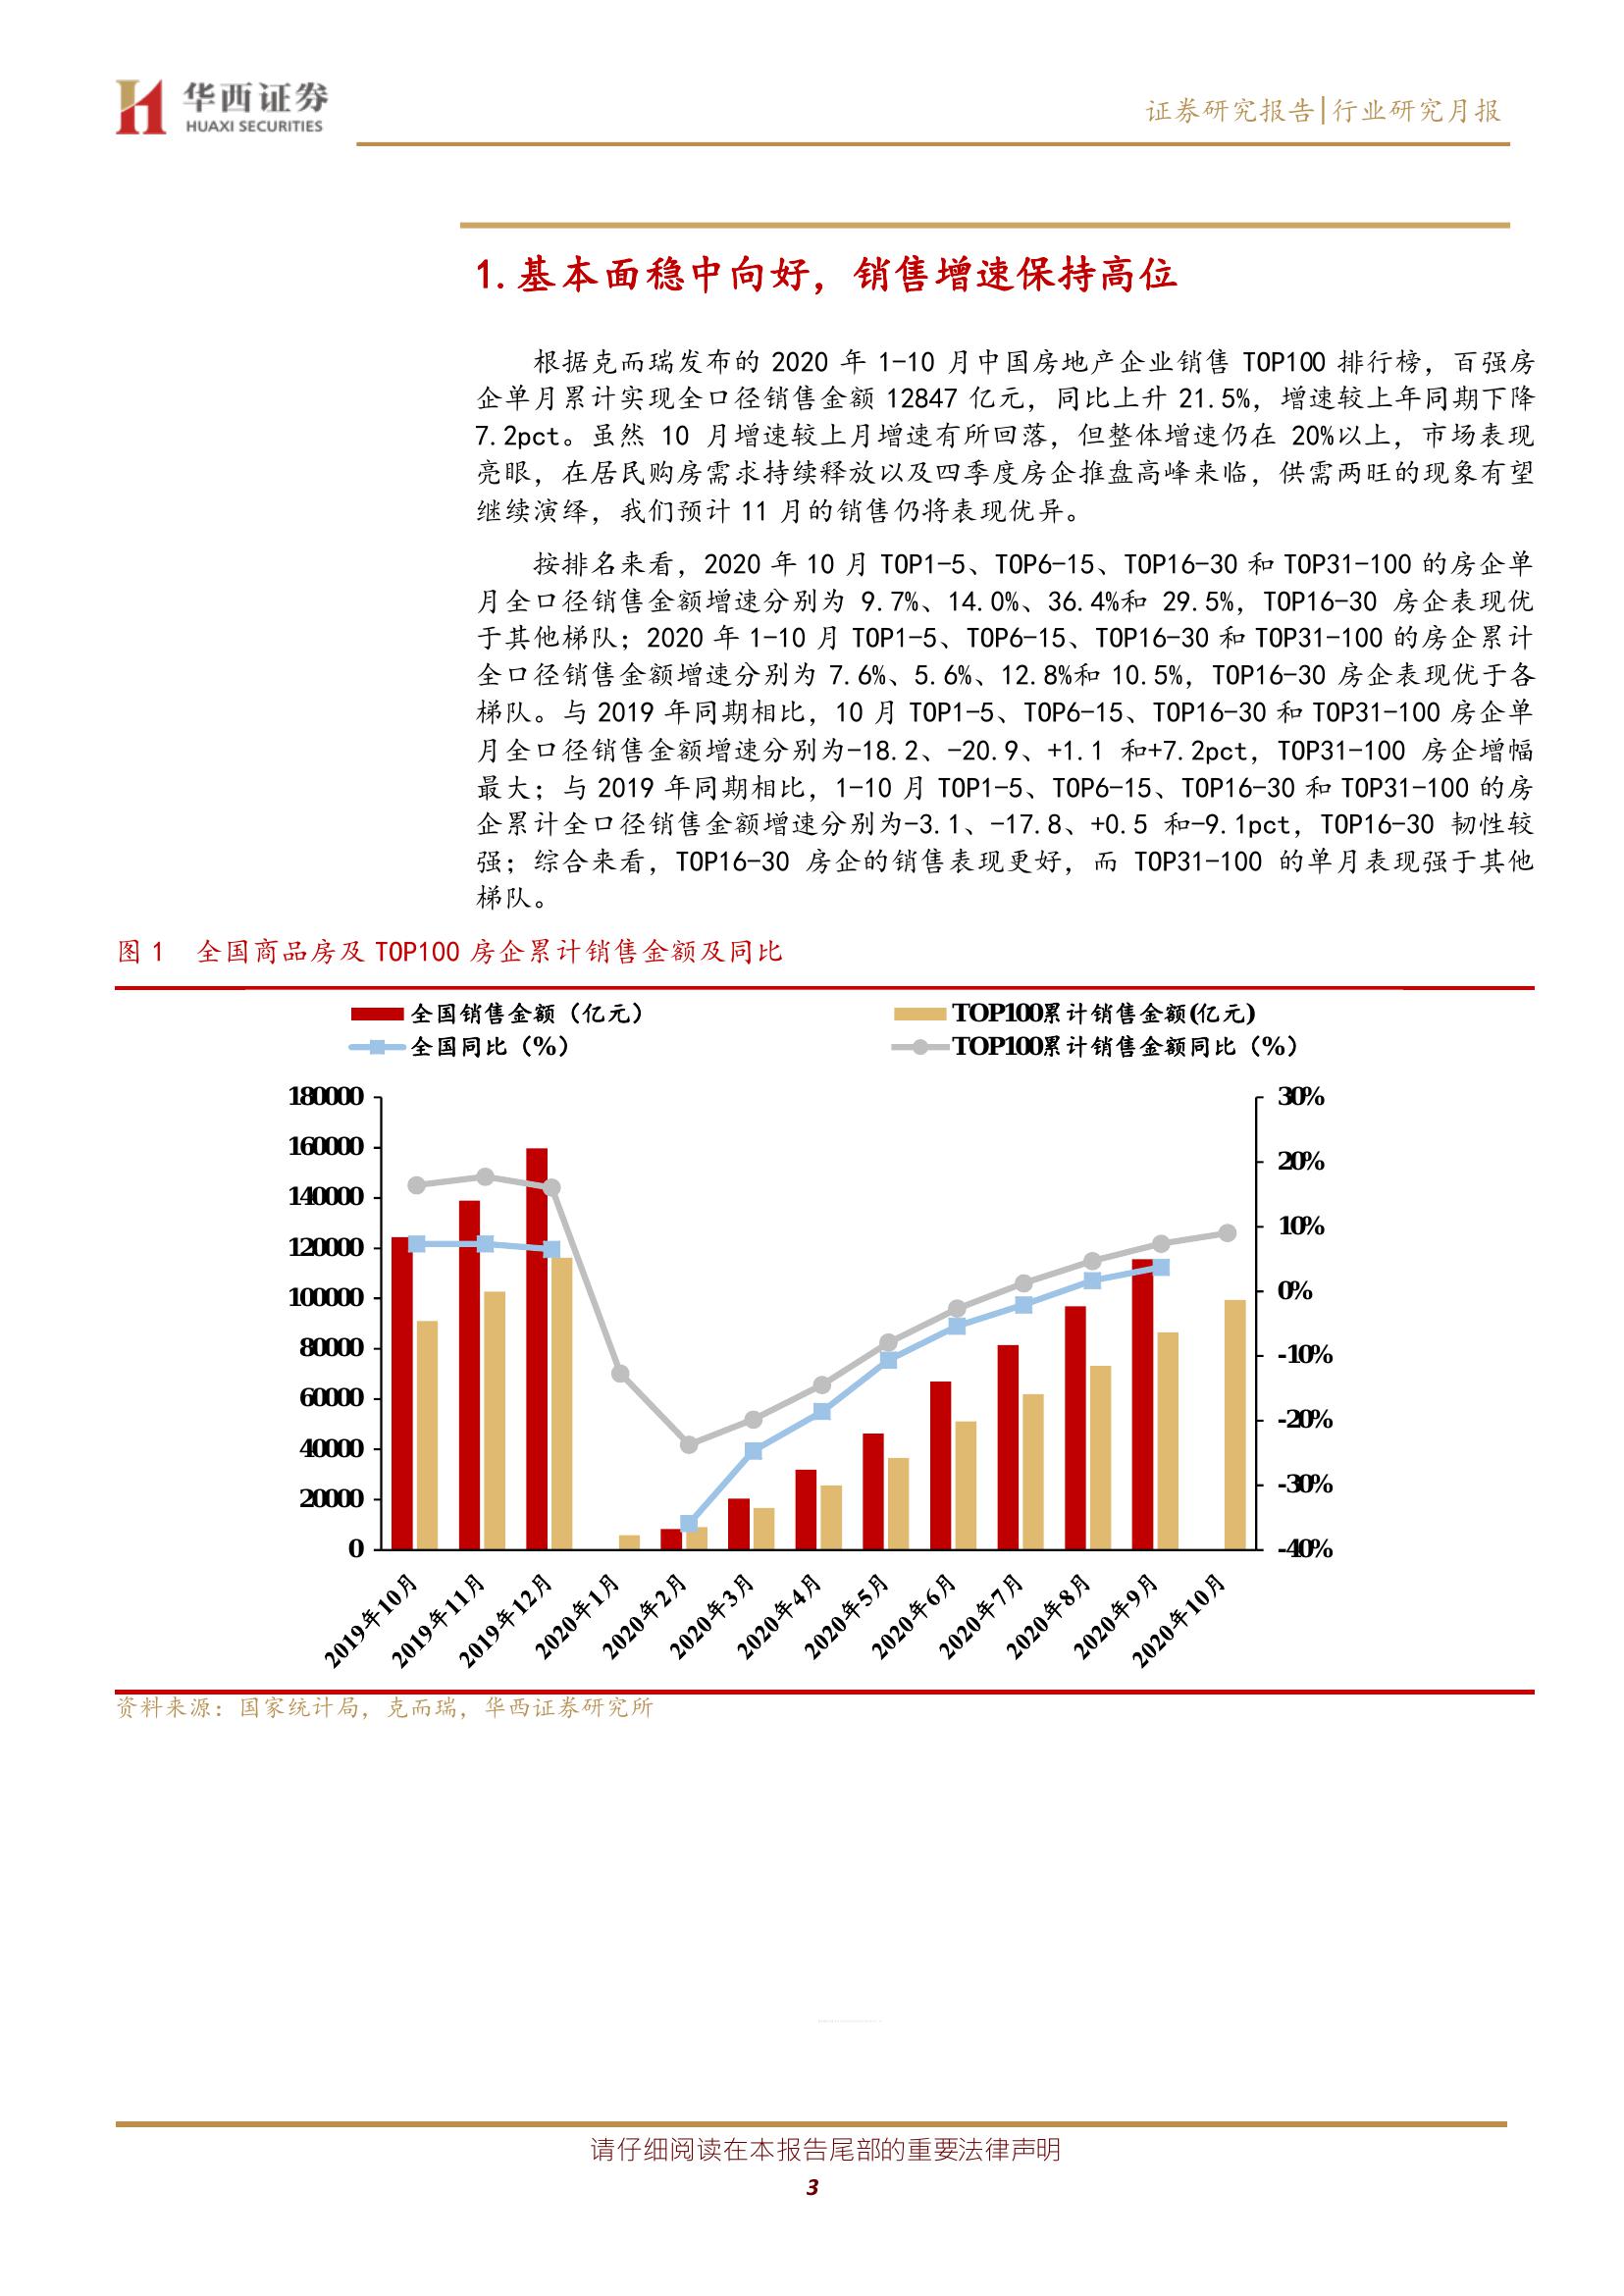 华西证券
HUAXI SECURITIES
证券研究报告|行业研究月报
1.基本面稳中向好，销售增速保持高位
根据克而瑞发布的 2020 年 1-10 月中国房地产企业销售 TOP100 排行榜，百强房
企单月累计实现全口径销售金额 12847 亿元，同比上升 21.5%，增速较上年同期下降
7.2pct。虽然 10 月增速较上月增速有所回落，但整体增速仍在 20%以上，市场表现
亮眼，在居民购房需求持续释放以及四季度房企推盘高峰来临，供需两旺的现象有望
继续演绎，我们预计 11 月的销售仍将表现优异。
按排名来看，2020 年 10 月 TOP1-5、TOP6-15、TOP16-30 和 TOP31-100 的房企单
月全口径销售金额增速分别为 9.7%、14.0%、36.4%和 29.5%，TOP16-30 房企表现优
于其他梯队；2020 年 1-10 月 TOP1-5、TOP6-15、TOP16-30 和 TOP31-100 的房企累计
全口径销售金额增速分别为 7.6%、5.6%、12.8%和 10.5%，TOP16-30 房企表现优于各
梯队。与 2019 年同期相比，10 月 TOP1-5、TOP6-15、TOP16-30 和 TOP31-100 房企单
月全口径销售金额增速分别为-18.2、-20.9、+1.1 和+7.2pct，TOP31-100 房企增幅
最大；与 2019 年同期相比，1-10 月 TOP1-5、TOP6-15、TOP16-30 和 TOP31-100 的房
企累计全口径销售金额增速分别为-3.1、-17.8、+0.5 和-9.1pct，TOP16-30 韧性较
强；综合来看，TOP16-30 房企的销售表现更好，而 TOP31-100 的单月表现强于其他
梯队。
图 1 全国商品房及 TOP100 房企累计销售金额及同比
全国销售金额（亿元） TOP100累计销售金额(亿元)
全国同比（%） TOP100累计销售金额同比（%）
180000 30%
160000 20%
140000 10%
120000 0%
100000 -10%
80000 -20%
60000 -30%
40000 -40%
20000
0
2019年10月 2019年11月 2019年12月 2020年1月 2020年2月 2020年3月 2020年4月 2020年5月 2020年6月 2020年7月 2020年8月 2020年9月 2020年10月
资料来源：国家统计局，克而瑞，华西证券研究所
请仔细阅读在本报告尾部的重要法律声明
3